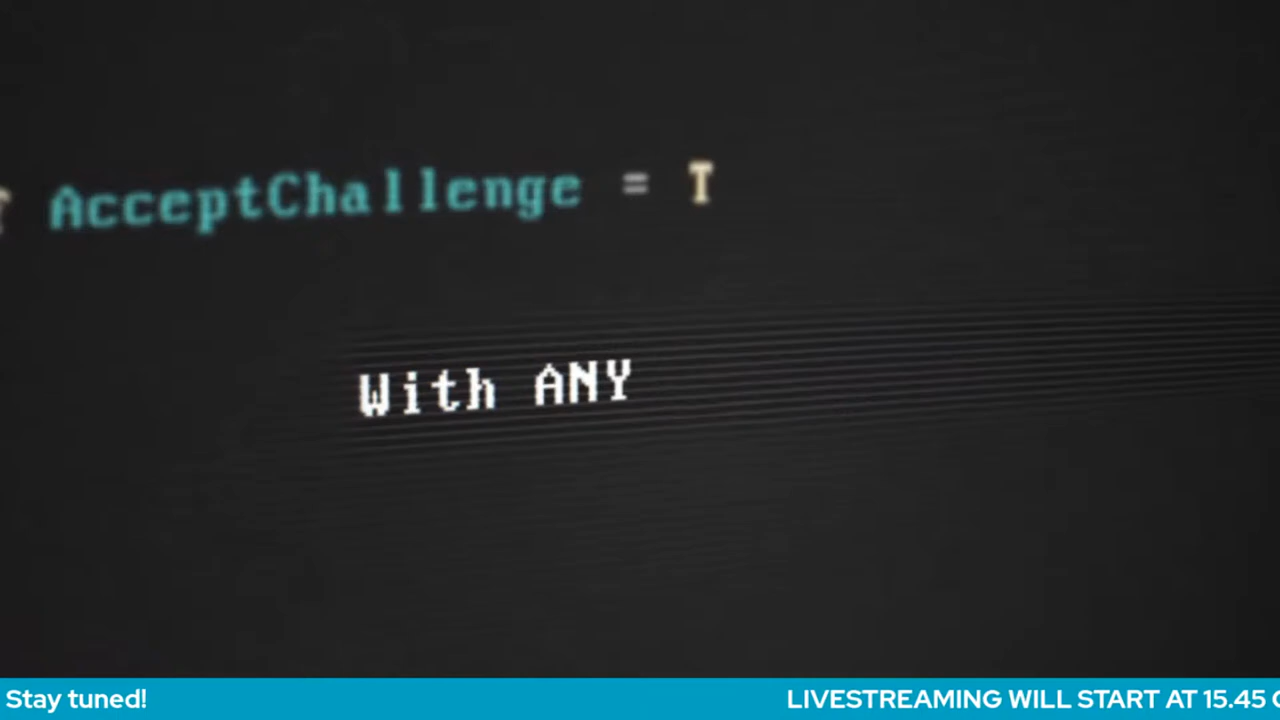 AcceptChallenge = T
With ANY
Stay tuned!
LIVESTREAMING WILL START AT 15.45